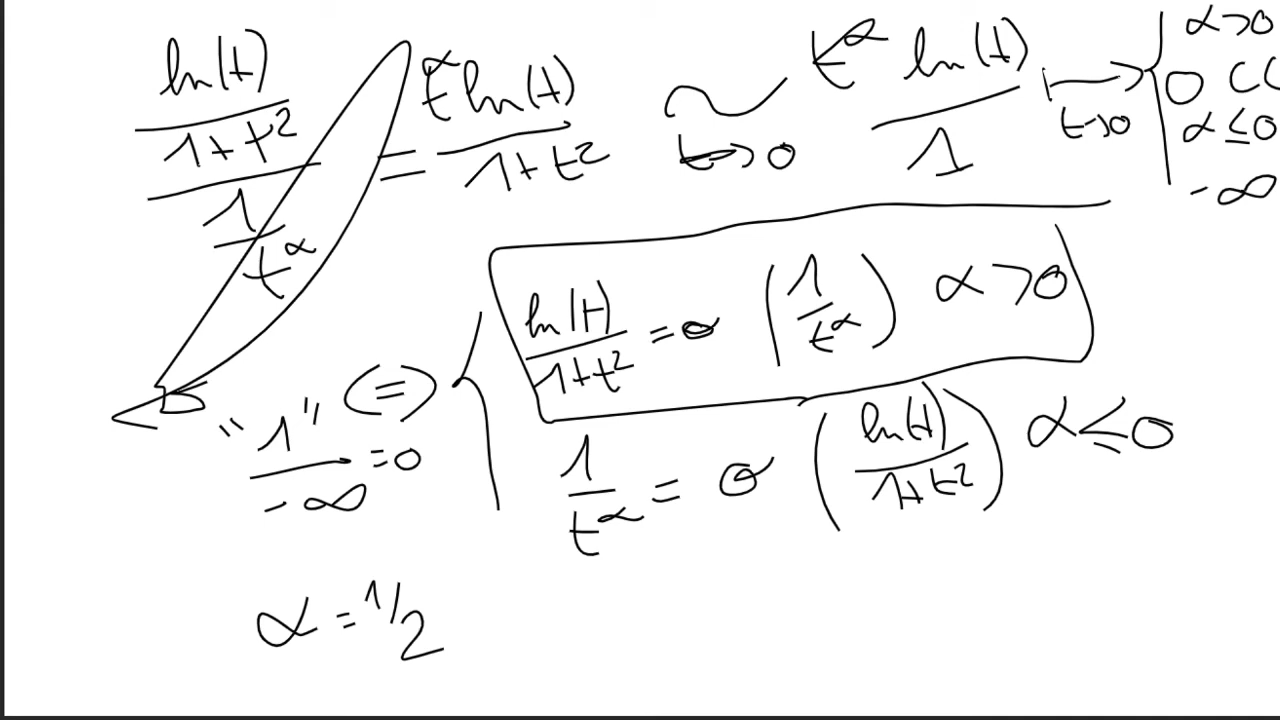 ln(t)/(1+t²) / (1/t^α) = t^α ln(t)/(1+t²) ~ t→0 t^α ln(t)/1 ↦ t→0 { α>0
0 (C
α≤0
-∞
"1"/-∞ =0 (=) { ln(t)/(1+t²) = o (1/t^α) α>0
1/t^α = o (ln(t)/(1+t²)) α≤0
α = 1/2